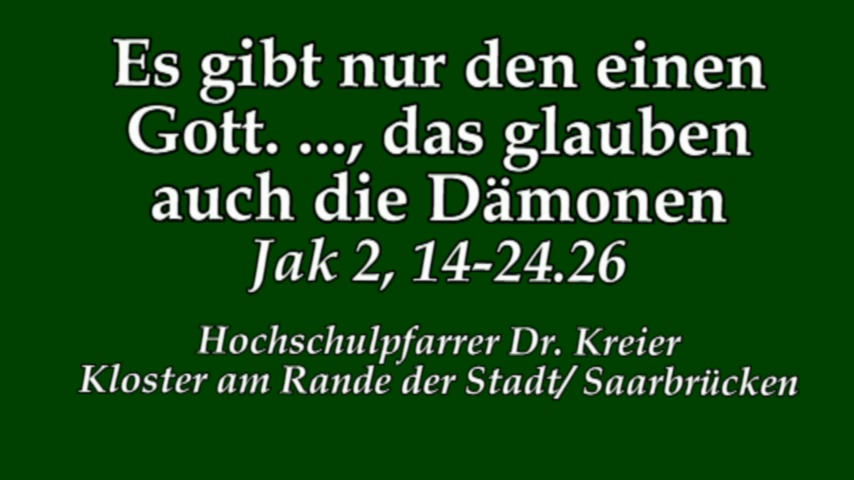 Es gibt nur den einen
Gott. ..., das glauben
auch die Dämonen
Jak 2, 14-24.26
Hochschulpfarrer Dr. Kreier
Kloster am Rande der Stadt/ Saarbrücken